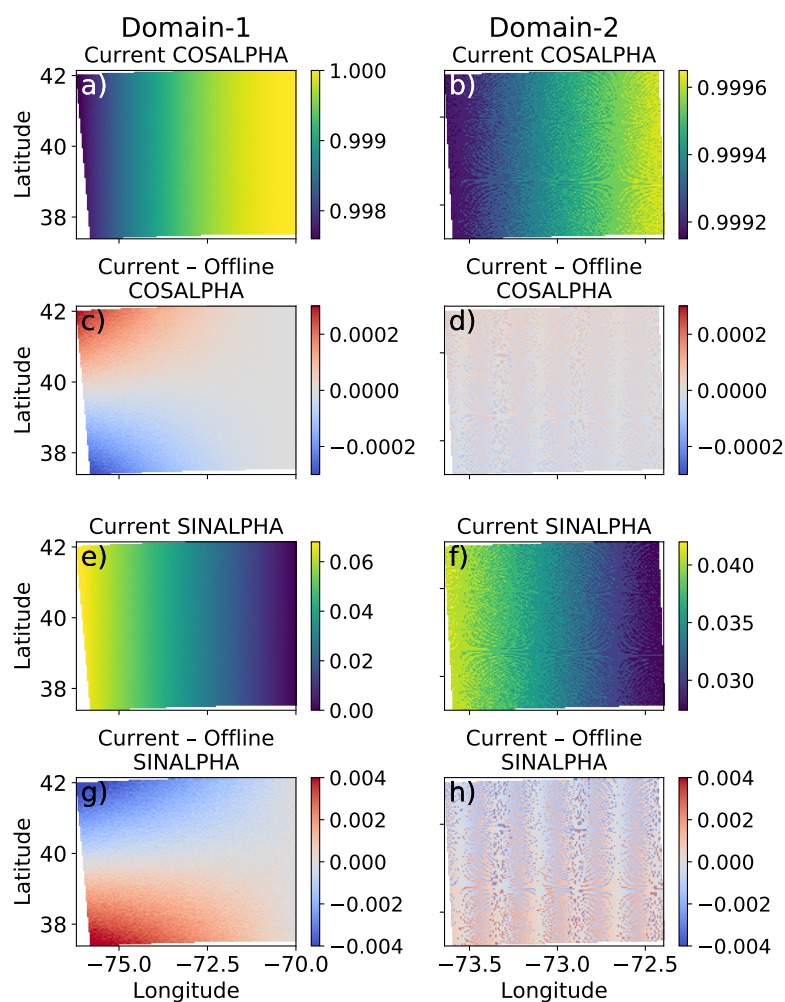 Domain-1 Domain-2
Current COSALPHA Current COSALPHA
a) b)
42
40
38
Latitude
1.000
0.999
0.998
0.9996
0.9994
0.9992
Current – Offline Current – Offline
COSALPHA COSALPHA
c) d)
42
40
38
Latitude
0.0002
0.0000
−0.0002
0.0002
0.0000
−0.0002
Current SINALPHA Current SINALPHA
e) f)
42
40
38
Latitude
0.06
0.04
0.02
0.00
0.040
0.035
0.030
Current – Offline Current – Offline
SINALPHA SINALPHA
g) h)
42
40
38
Latitude
0.004
0.002
0.000
−0.002
−0.004
0.004
0.002
0.000
−0.002
−0.004
−75.0 −72.5 −70.0 −73.5 −73.0 −72.5
Longitude Longitude